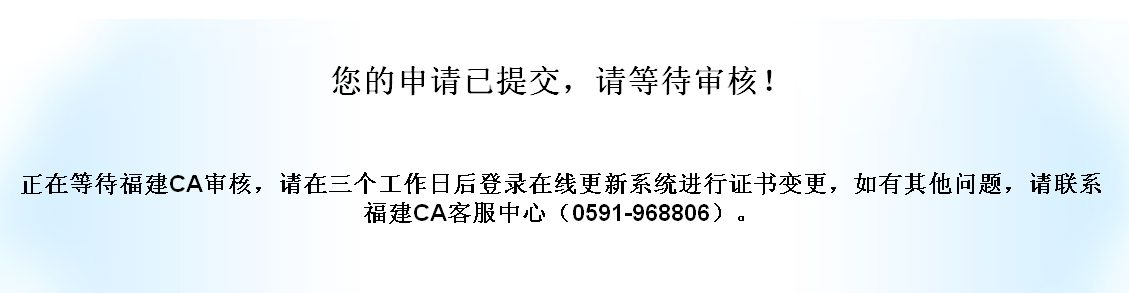 您的申请已提交，请等待审核！
正在等待福建CA审核，请在三个工作日后登录在线更新系统进行证书变更，如有其他问题，请联系
福建CA客服中心（0591-968806）。